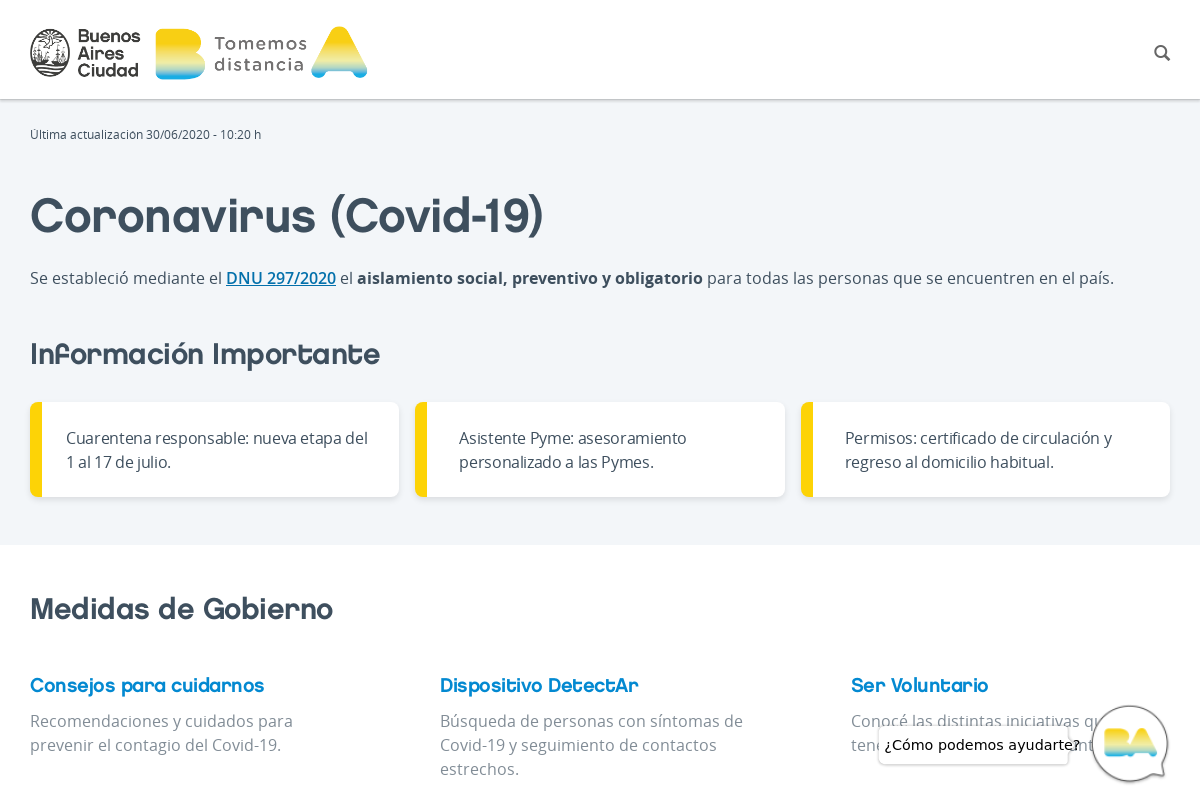 Buenos
Aires
Ciudad
Tomemos
distancia
Última actualización 30/06/2020 - 10:20 h
Coronavirus (Covid-19)
Se estableció mediante el DNU 297/2020 el aislamiento social, preventivo y obligatorio para todas las personas que se encuentren en el país.
Información Importante
Cuarentena responsable: nueva etapa del
1 al 17 de julio.
Asistente Pyme: asesoramiento
personalizado a las Pymes.
Permisos: certificado de circulación y
regreso al domicilio habitual.
Medidas de Gobierno
Consejos para cuidarnos
Recomendaciones y cuidados para
prevenir el contagio del Covid-19.
Dispositivo DetectAr
Búsqueda de personas con síntomas de
Covid-19 y seguimiento de contactos
estrechos.
Ser Voluntario
Conocé las distintas iniciativas
¿Cómo podemos ayudarte?
BA